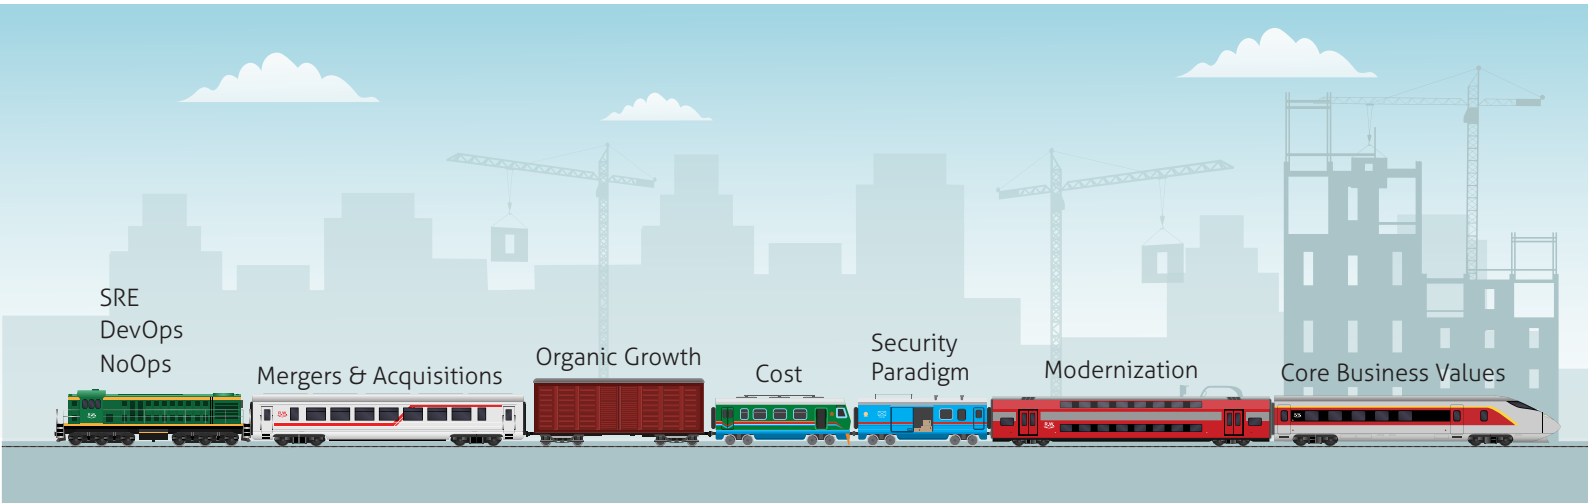 SRE
DevOps
NoOps
Mergers & Acquisitions
Organic Growth
Cost
Security
Paradigm
Modernization
Core Business Values